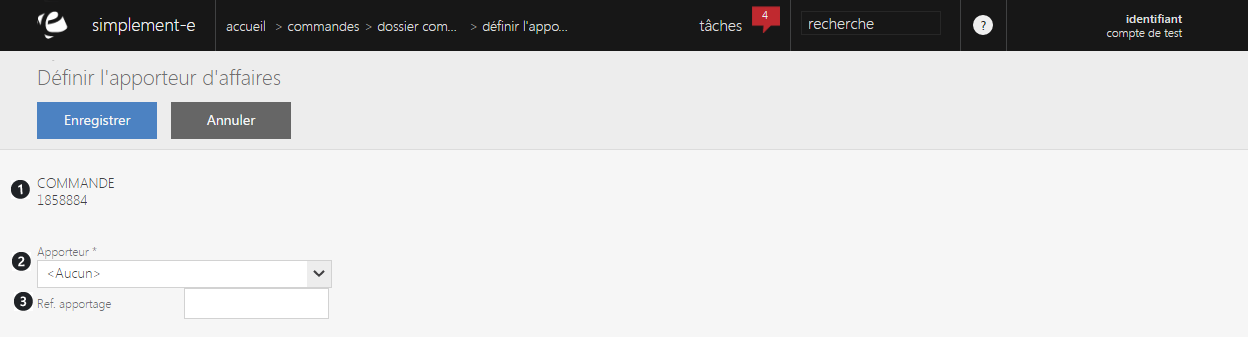 simplement-e
accueil > commandes > dossier com... > définir l'appo...
tâches 4
recherche
?
identifiant
compte de test
Définir l'apporteur d'affaires
Enregistrer Annuler
1 COMMANDE
1858884
Apporteur *
2 <Aucun>
3 Ref. apportage